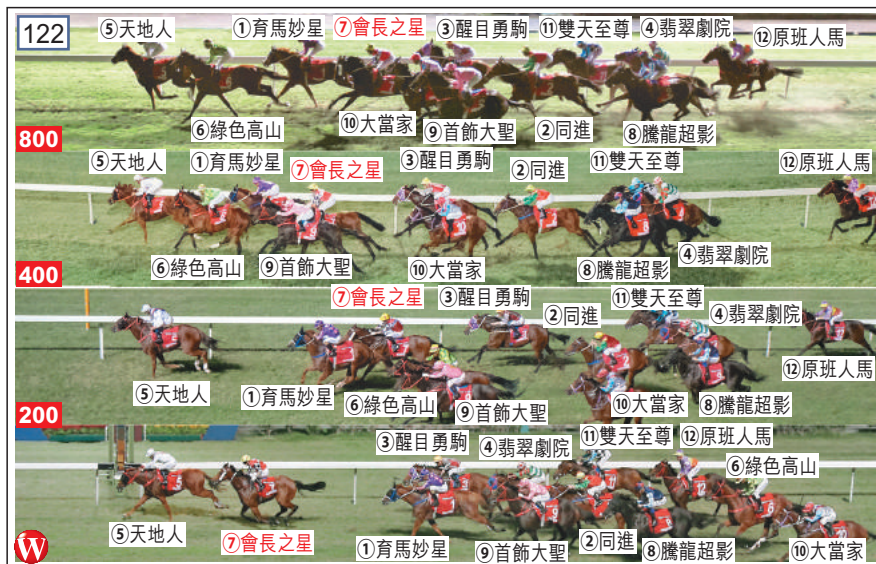 122
⑤天地人 ①育馬妙星 ⑦會長之星 ③醒目勇駒 ⑪雙天至尊 ④翡翠劇院 ⑫原班人馬
⑥綠色高山 ⑩大當家 ⑨首飾大聖 ②同進 ⑧騰龍超影
800
⑤天地人 ①育馬妙星 ⑦會長之星 ③醒目勇駒 ②同進 ⑪雙天至尊 ⑫原班人馬
⑥綠色高山 ⑨首飾大聖 ⑩大當家 ⑧騰龍超影 ④翡翠劇院
400
⑦會長之星 ③醒目勇駒 ②同進 ⑪雙天至尊 ④翡翠劇院
⑤天地人 ①育馬妙星 ⑥綠色高山 ⑨首飾大聖 ⑩大當家 ⑧騰龍超影 ⑫原班人馬
200
③醒目勇駒 ④翡翠劇院 ⑪雙天至尊 ⑫原班人馬 ⑥綠色高山
⑤天地人 ⑦會長之星 ①育馬妙星 ⑨首飾大聖 ②同進 ⑧騰龍超影 ⑩大當家
W